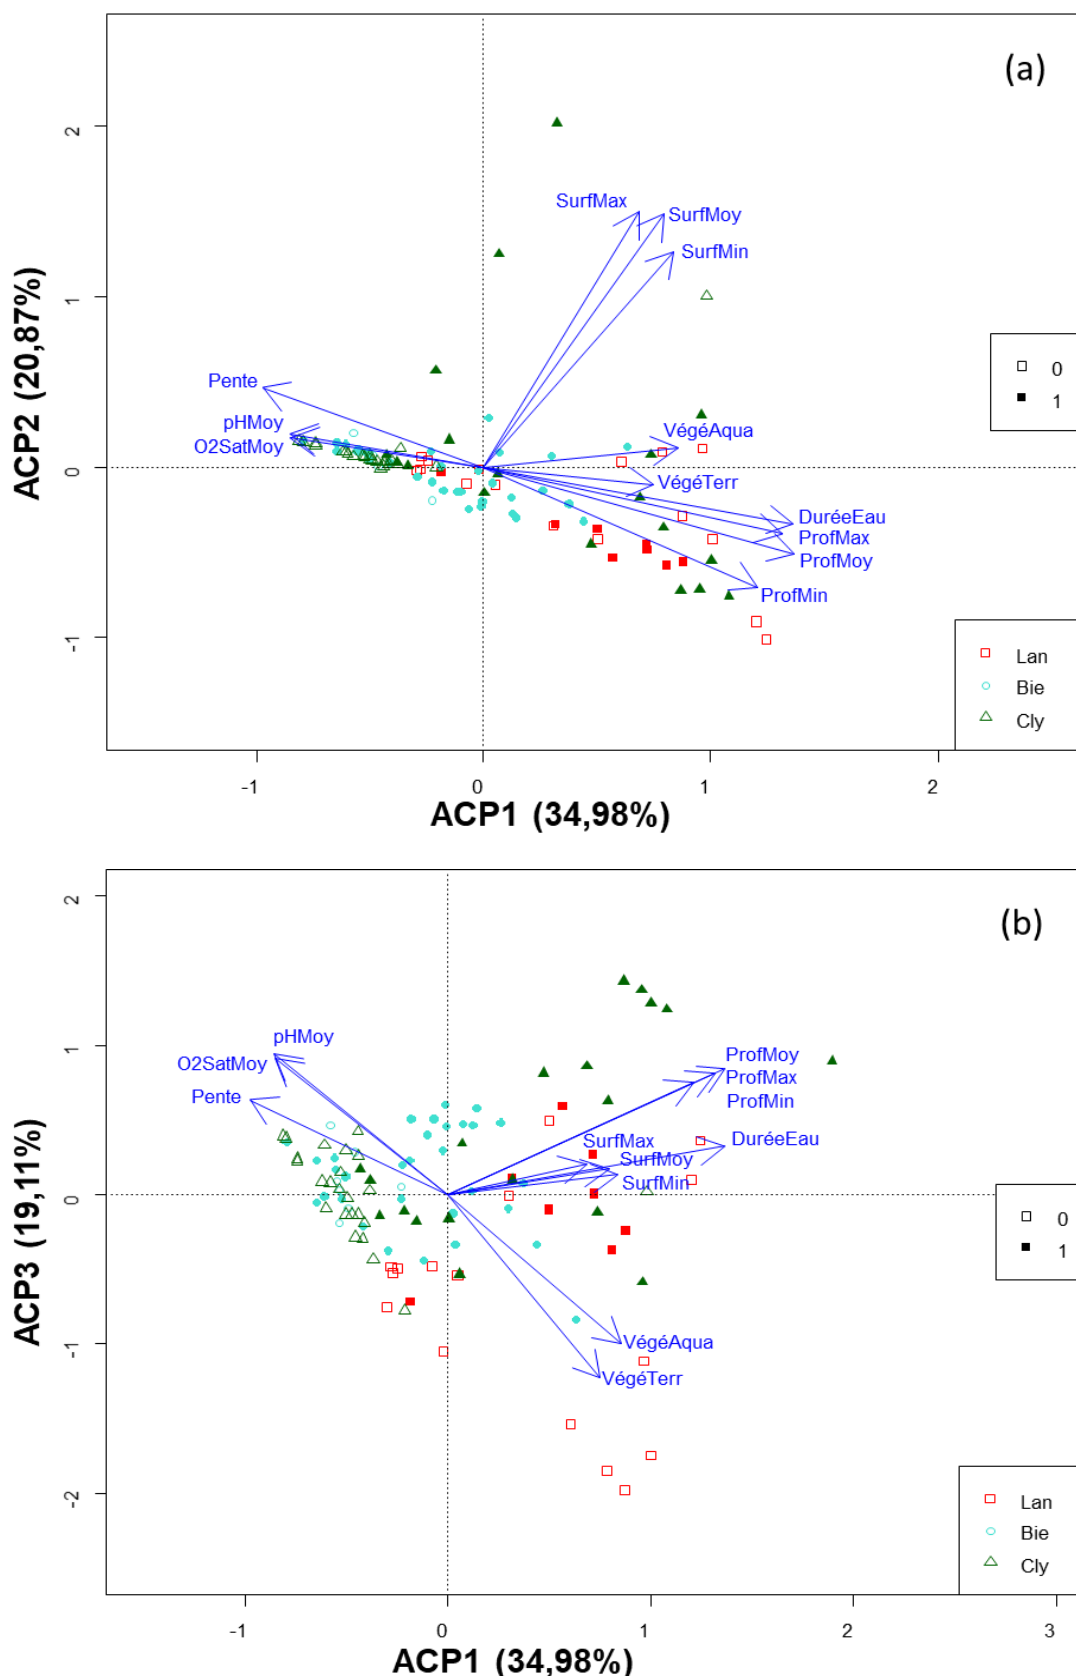 (a)
2
SurfMax
SurfMoy
SurfMin
1
0
1
Pente
pHMoy
VégéAqua
O2SatMoy
0
VégéTerr
DuréeEau
ProfMax
ProfMoy
ProfMin
-1
Lan
Bie
Cly
ACP2 (20,87%)
-1
0
1
2
ACP1 (34,98%)
2
(b)
pHMoy
O2SatMoy
ProfMoy
1
ProfMax
Pente
ProfMin
SurfMax
DuréeEau
SurfMoy
SurfMin
0
0
1
VégéAqua
-1
VégéTerr
-2
Lan
Bie
Cly
ACP3 (19,11%)
-1
0
1
2
3
ACP1 (34,98%)